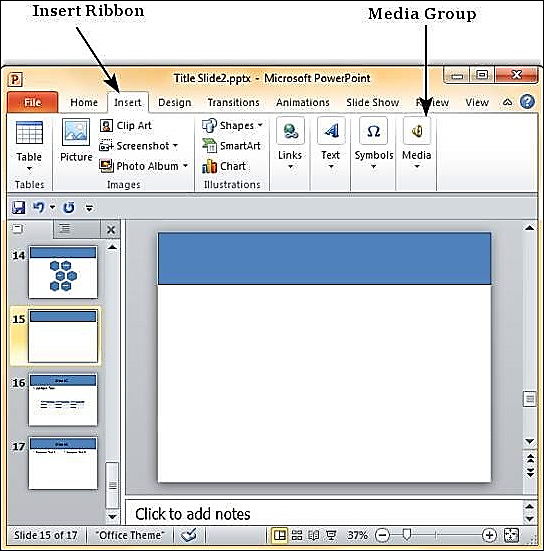 Insert Ribbon
Media Group
Title Slide2.pptx - Microsoft PowerPoint
File Home Insert Design Transitions Animations Slide Show Review View
Clip Art
Screenshot
Photo Album
Shapes
SmartArt
Chart
Table Picture Links Text Symbols Media
Tables Images Illustrations
14
15
16
17
Click to add notes
Slide 15 of 17 "Office Theme" 37%